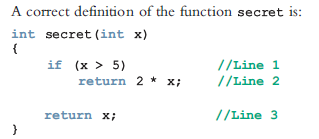 A correct definition of the function secret is:
int secret(int x)
{
if (x > 5) //Line 1
return 2 * x; //Line 2
return x; //Line 3
}